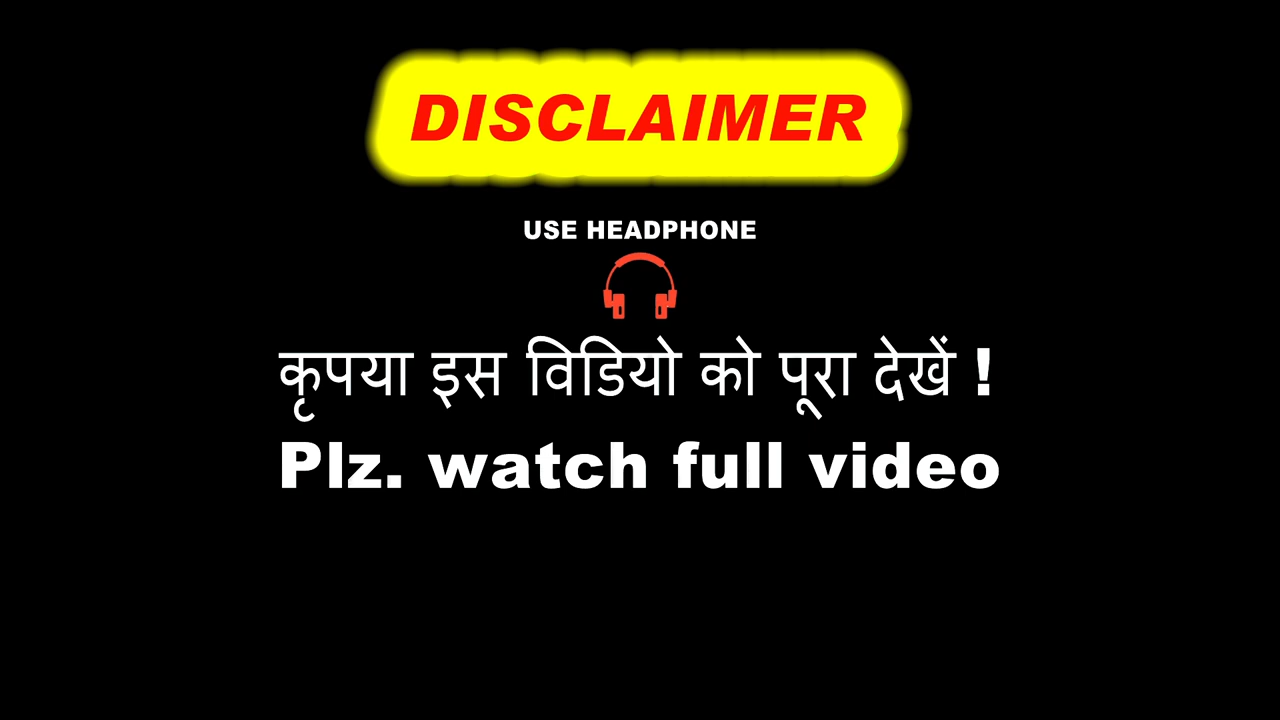 DISCLAIMER
USE HEADPHONE
कृपया इस विडियो को पूरा देखें !
Plz. watch full video